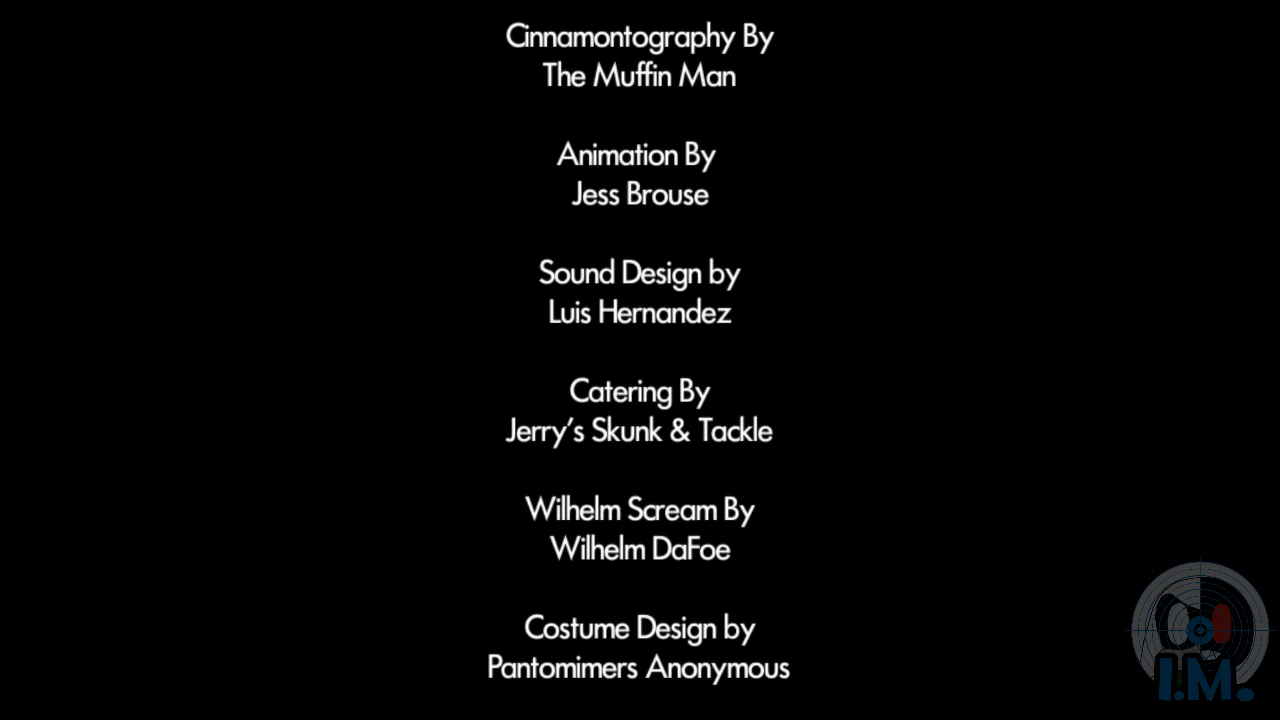 Cinnamontography By
The Muffin Man
Animation By
Jess Brouse
Sound Design by
Luis Hernandez
Catering By
Jerry's Skunk & Tackle
Wilhelm Scream By
Wilhelm DaFoe
Costume Design by
Pantomimers Anonymous
I.M.